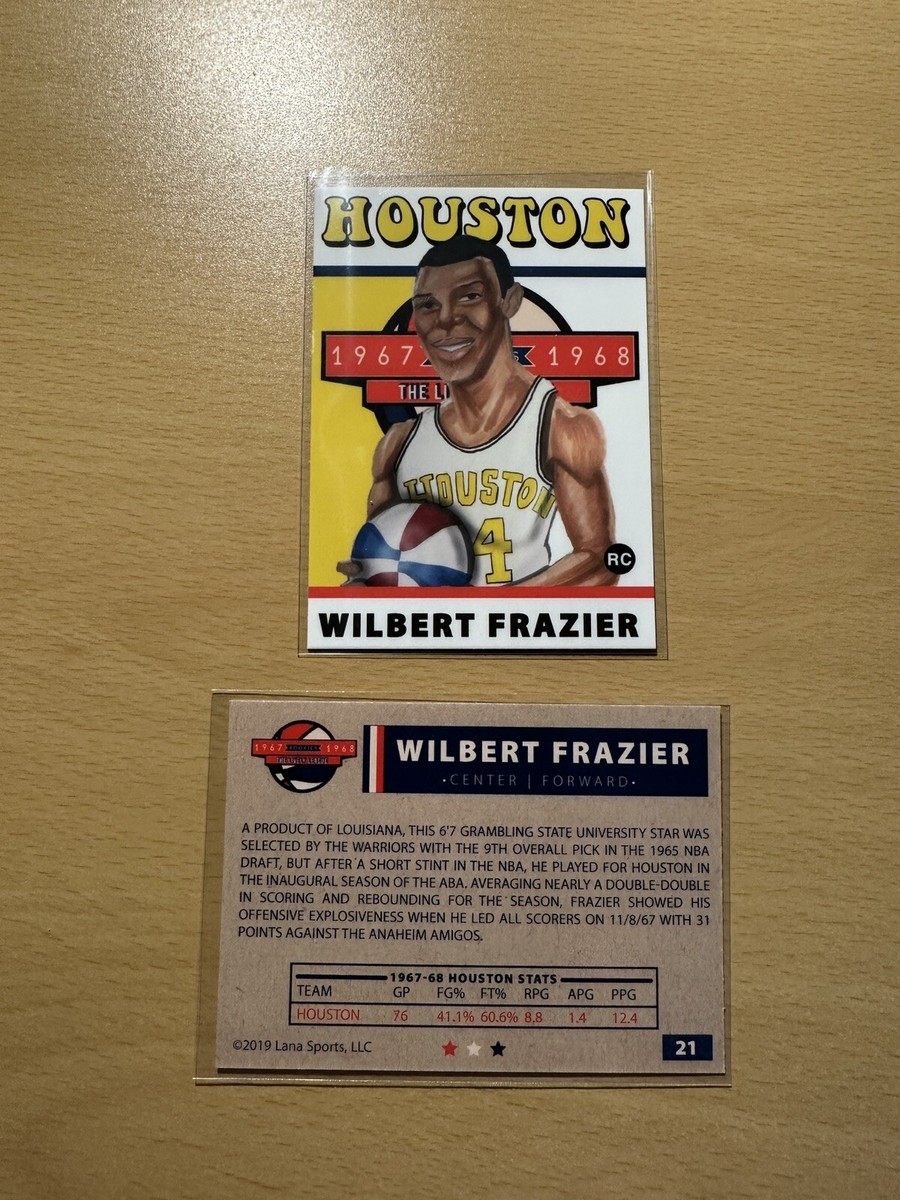 HOUSTON
1967 1968
THE
HOUSTON
4
RC
WILBERT FRAZIER
1967 ROOKIES 1968
THE LIVELY LEAGUE
WILBERT FRAZIER
·CENTER | FORWARD·
A PRODUCT OF LOUISIANA, THIS 6'7 GRAMBLING STATE UNIVERSITY STAR WAS
SELECTED BY THE WARRIORS WITH THE 9TH OVERALL PICK IN THE 1965 NBA
DRAFT, BUT AFTER A SHORT STINT IN THE NBA, HE PLAYED FOR HOUSTON IN
THE INAUGURAL SEASON OF THE ABA. AVERAGING NEARLY A DOUBLE-DOUBLE
IN SCORING AND REBOUNDING FOR THE SEASON, FRAZIER SHOWED HIS
OFFENSIVE EXPLOSIVENESS WHEN HE LED ALL SCORERS ON 11/8/67 WITH 31
POINTS AGAINST THE ANAHEIM AMIGOS.
1967-68 HOUSTON STATS
TEAM GP FG% FT% RPG APG PPG
HOUSTON 76 41.1% 60.6% 8.8 1.4 12.4
©2019 Lana Sports, LLC
21